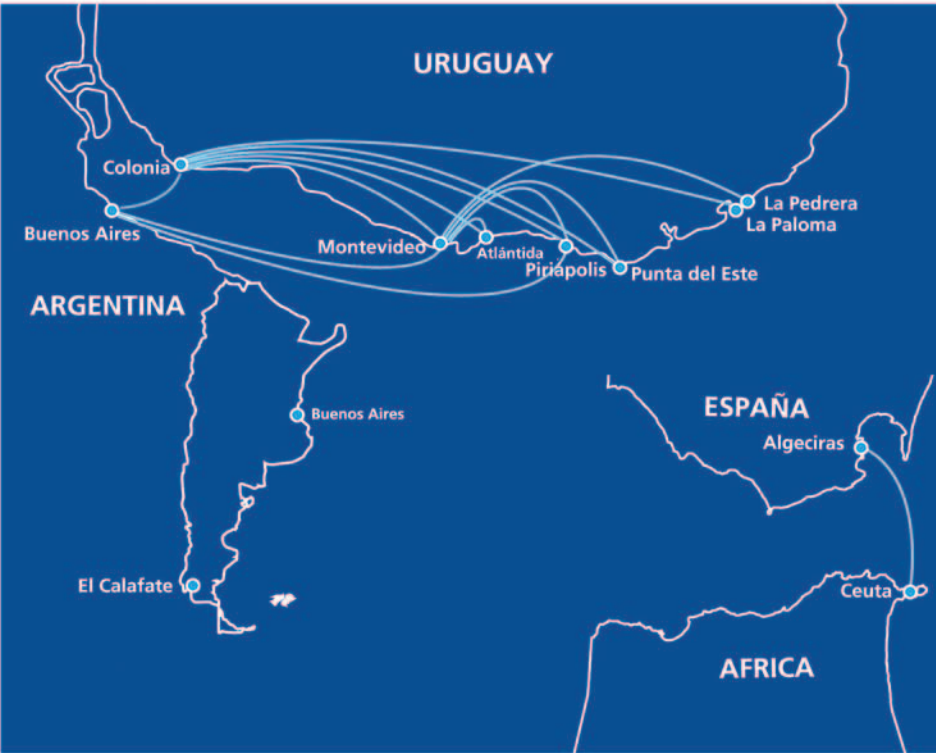 URUGUAY
Colonia
La Pedrera
La Paloma
Buenos Aires
Montevideo
Atlántida
Piriápolis
Punta del Este
ARGENTINA
ESPAÑA
Buenos Aires
Algeciras
El Calafate
Ceuta
AFRICA